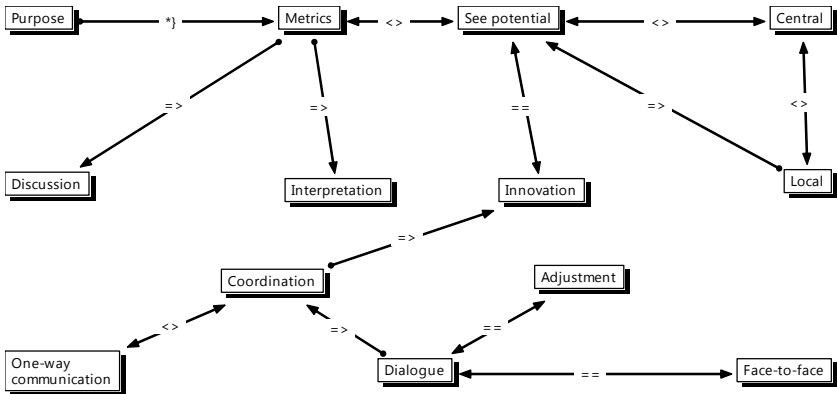 Purpose
*}
Metrics
<>
See potential
<>
Central
=>
=>
==
=>
<>
Discussion
Interpretation
Innovation
Local
=>
Coordination
Adjustment
<>
=>
==
One-way
communication
Dialogue
==
Face-to-face